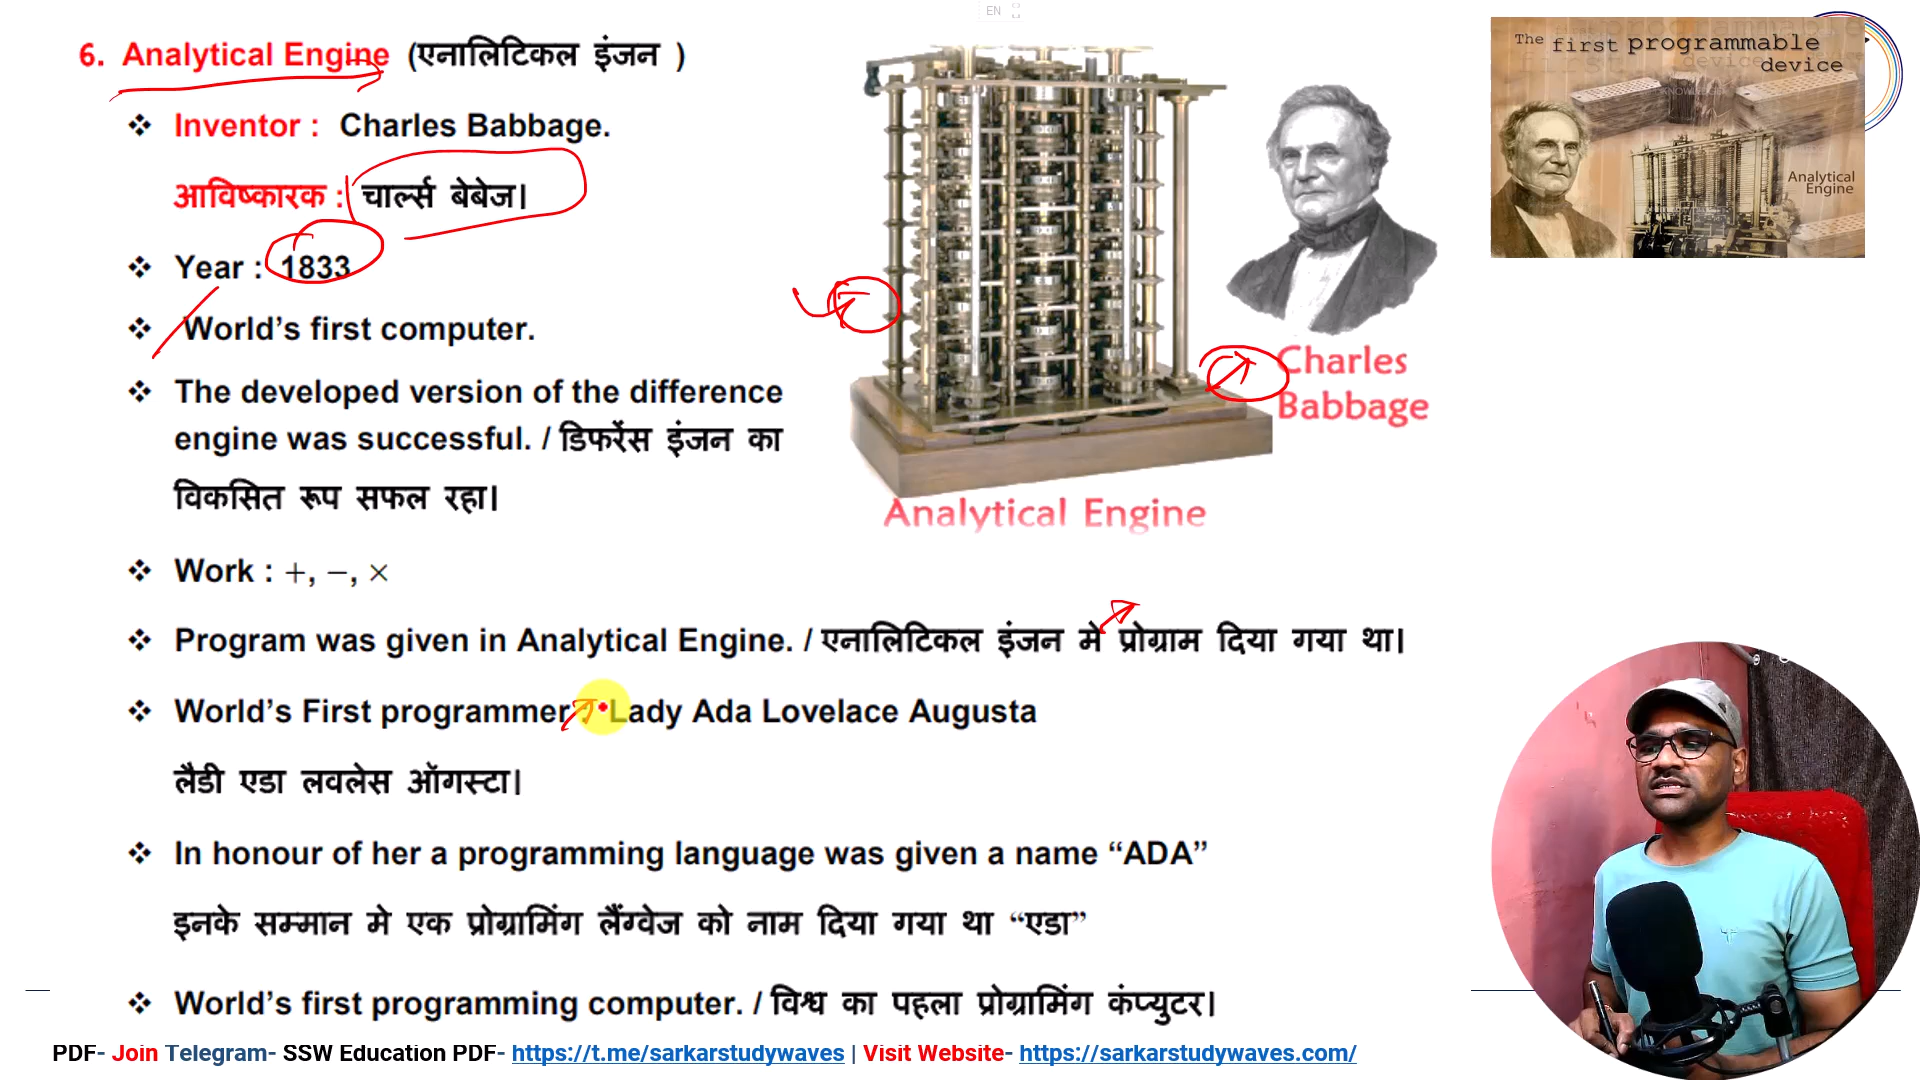 EN
6. Analytical Engine (एनालिटिकल इंजन )
❖ Inventor : Charles Babbage.
आविष्कारक : चार्ल्स बेबेज।
❖ Year : 1833
❖ World’s first computer.
❖ The developed version of the difference
engine was successful. / डिफरेंस इंजन का
विकसित रूप सफल रहा।
❖ Work : +, −, ×
❖ Program was given in Analytical Engine. / एनालिटिकल इंजन मे प्रोग्राम दिया गया था।
❖ World’s First programmer : Lady Ada Lovelace Augusta
लैडी एडा लवलेस ऑगस्टा।
❖ In honour of her a programming language was given a name “ADA”
इनके सम्मान मे एक प्रोग्रामिंग लैंग्वेज को नाम दिया गया था “एडा”
❖ World’s first programming computer. / विश्व का पहला प्रोग्रामिंग कंप्युटर।
Analytical Engine
Charles
Babbage
The first programmable
device
Analytical
Engine
PDF- Join Telegram- SSW Education PDF- https://t.me/sarkarstudywaves | Visit Website- https://sarkarstudywaves.com/